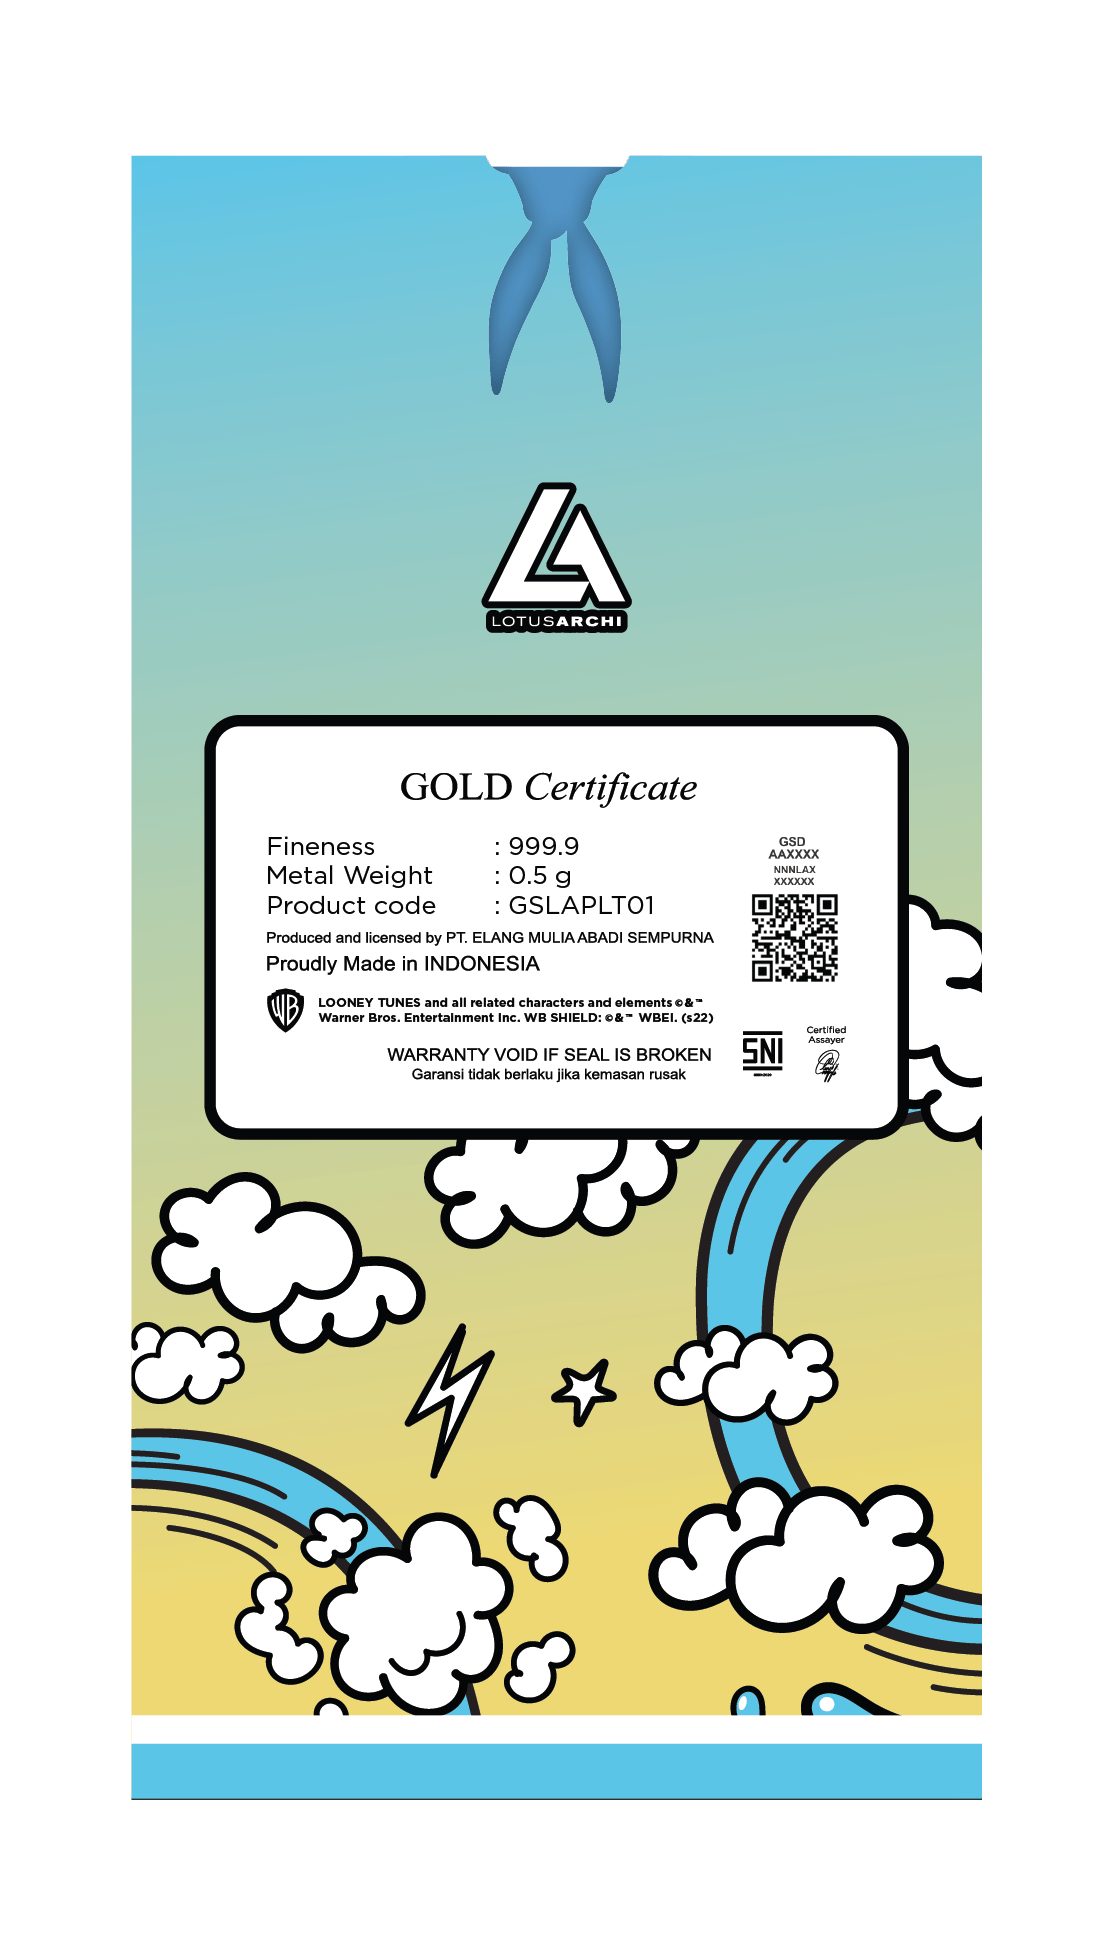 LOTUSARCHI
GOLD Certificate
Fineness : 999.9
Metal Weight : 0.5 g
Product code : GSLAPLT01
Produced and licensed by PT. ELANG MULIA ABADI SEMPURNA
Proudly Made in INDONESIA
GSD
AAXXXX
NNNLAX
XXXXXX
WB
LOONEY TUNES and all related characters and elements ©&™
Warner Bros. Entertainment Inc. WB SHIELD: ©&™ WBEI. (s22)
WARRANTY VOID IF SEAL IS BROKEN
Garansi tidak berlaku jika kemasan rusak
SNI
Certified
Assayer